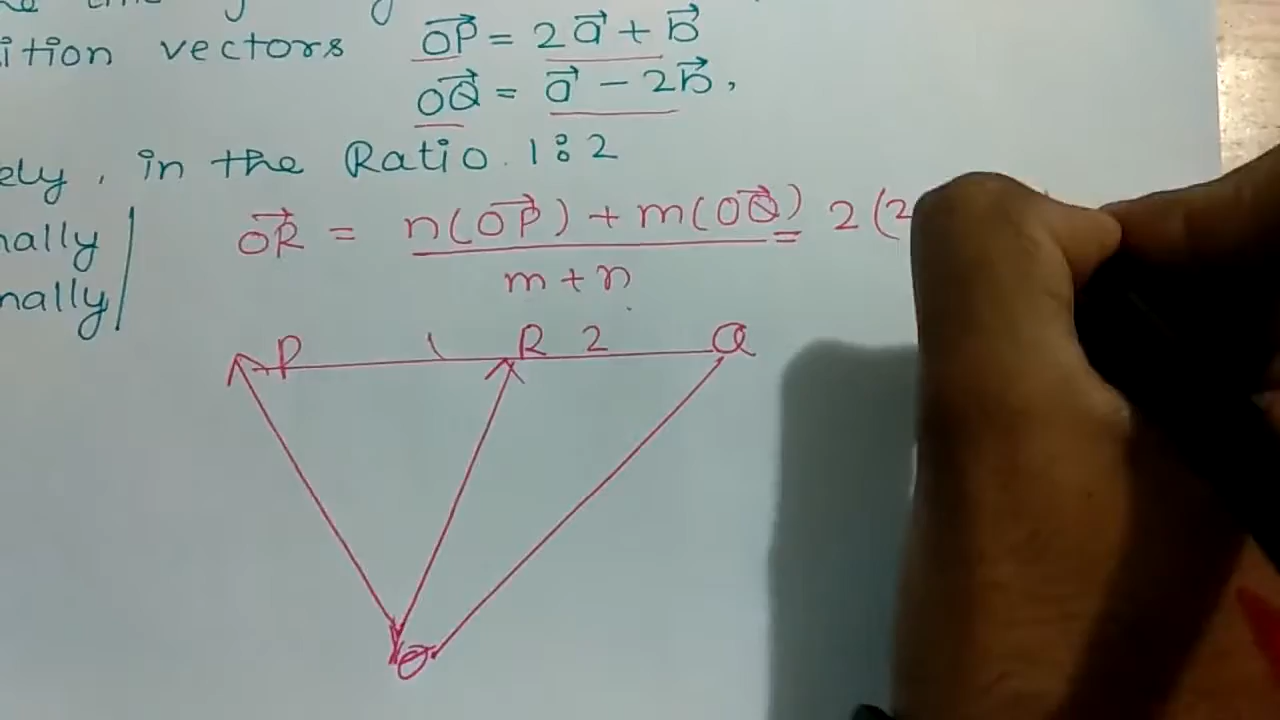 ition vectors OP⃗ = 2a⃗ + b⃗
OQ⃗ = a⃗ - 2b⃗,
ely, in the Ratio. 1:2
nally OR⃗ = n(OP⃗) + m(OQ⃗) = 2(2
m + n
nally
P 1 R 2 Q
O